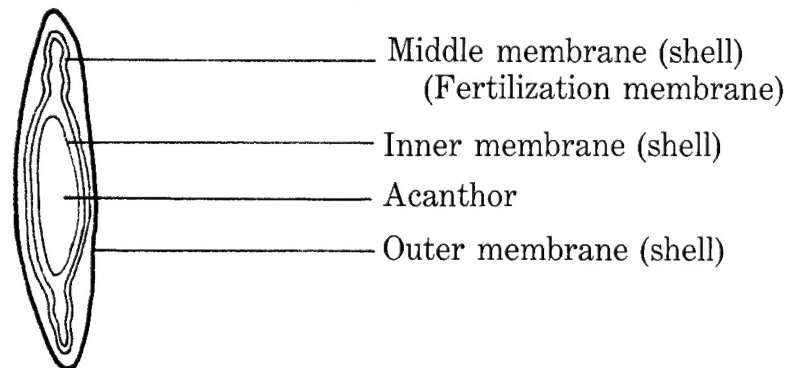 Middle membrane (shell)
(Fertilization membrane)
Inner membrane (shell)
Acanthor
Outer membrane (shell)